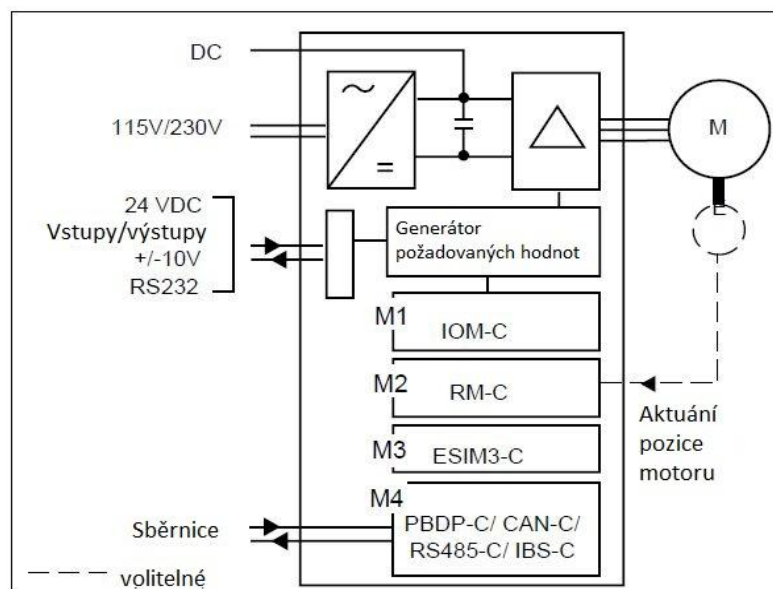 DC
115V/230V
M
24 VDC
Vstupy/výstupy
+/-10V
RS232
Generátor
požadovaných hodnot
E
M1
IOM-C
M2
RM-C
Aktuání
pozice
motoru
M3
ESIM3-C
M4
PBDP-C/ CAN-C/
RS485-C/ IBS-C
Sběrnice
volitelné